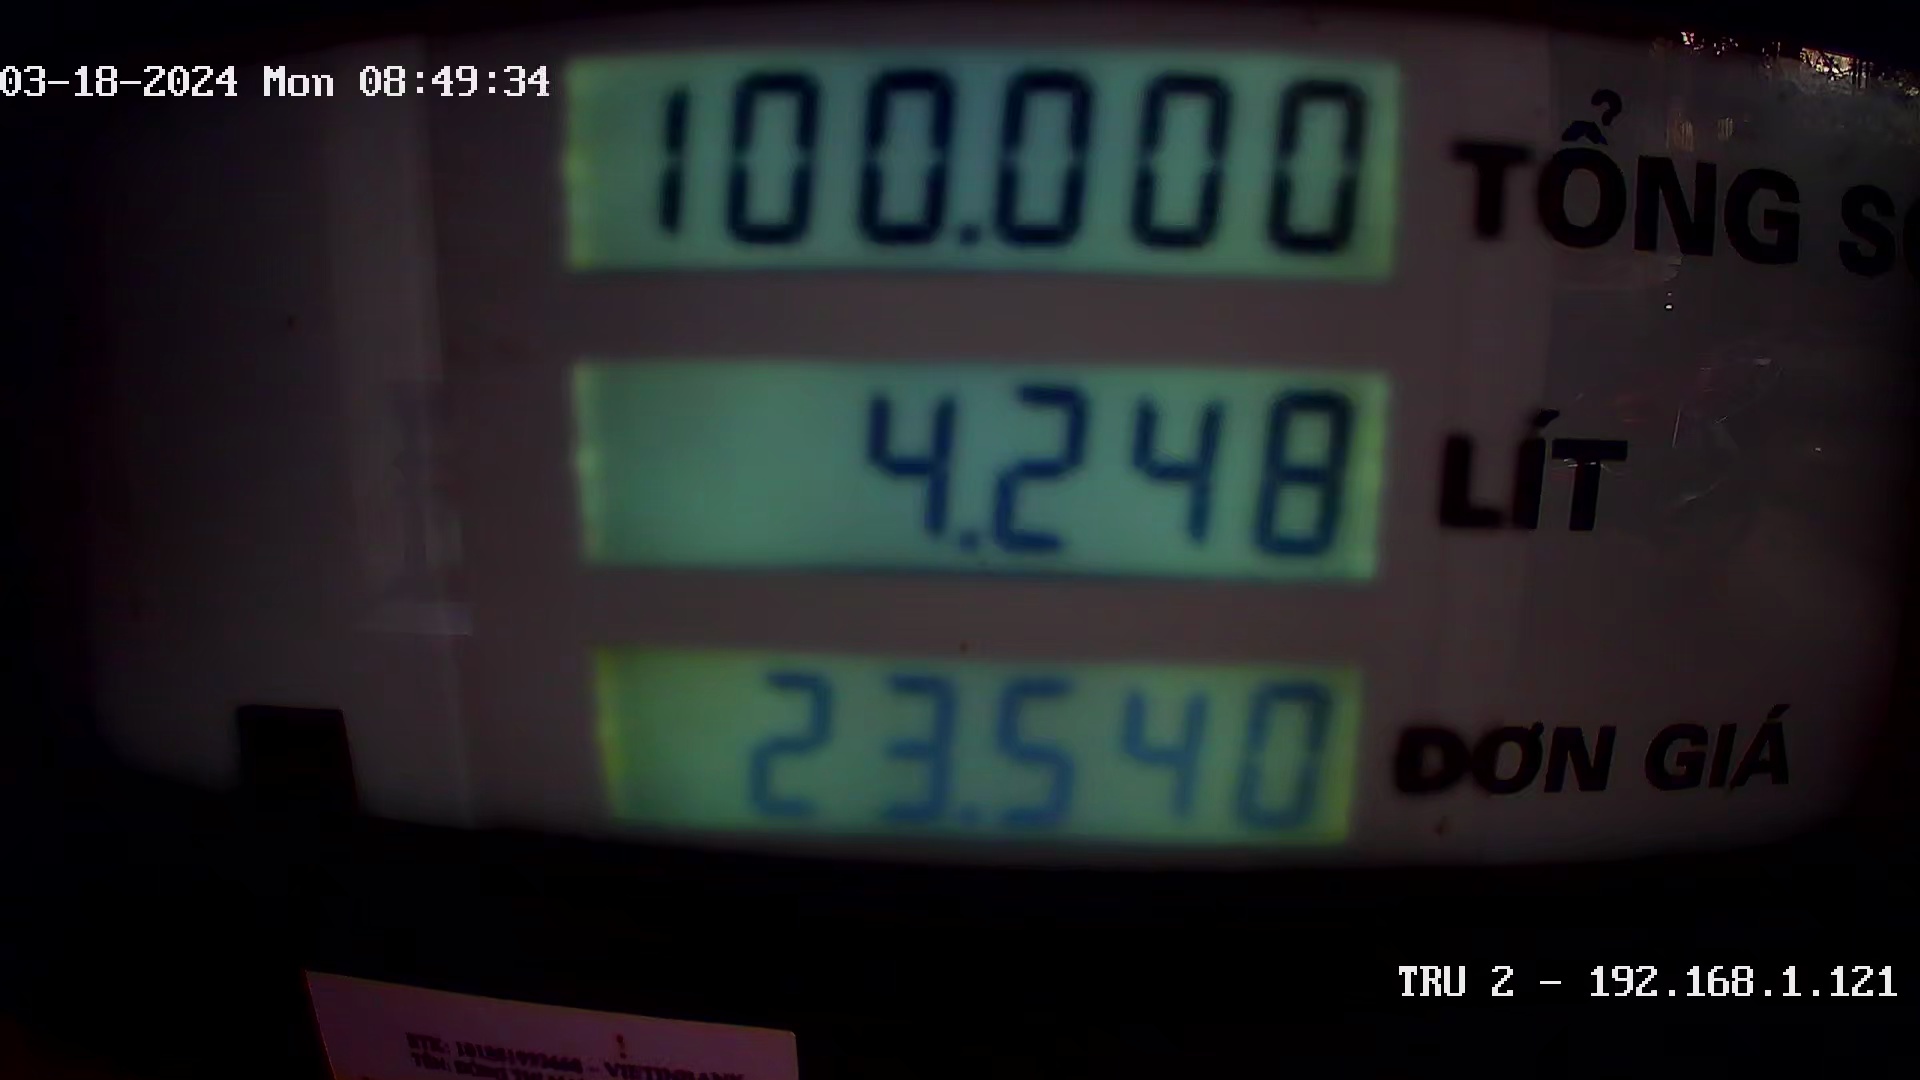 03-18-2024 Mon 08:49:34
100.000
TỔNG
4.248
LÍT
23.540
ĐƠN GIÁ
TRU 2 - 192.168.1.121
VIETINBANK